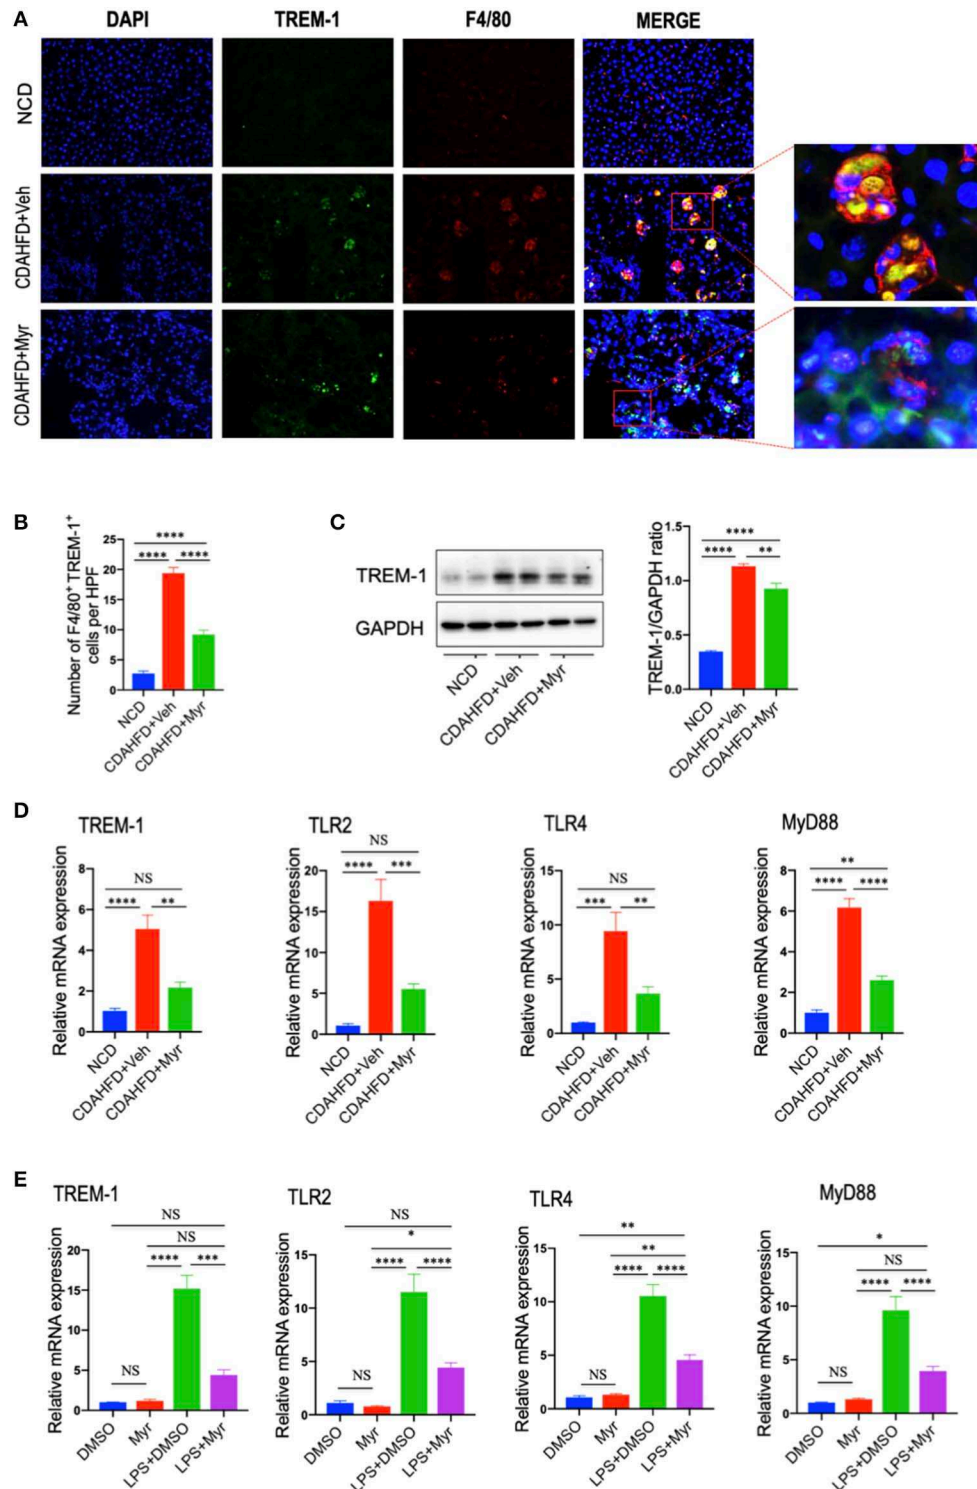 A
DAPI
TREM-1
F4/80
MERGE
NCD
CDAHFD+Veh
CDAHFD+Myr
B
Number of F4/80+ TREM-1+
cells per HPF
25
20
15
10
5
0
****
**** ****
NCD
CDAHFD+Veh
CDAHFD+Myr
C
TREM-1
GAPDH
NCD
CDAHFD+Veh
CDAHFD+Myr
TREM-1/GAPDH ratio
1.5
1.0
0.5
0.0
****
**** **
NCD
CDAHFD+Veh
CDAHFD+Myr
D
TREM-1
Relative mRNA expression
8
6
4
2
0
NS
**** **
NCD
CDAHFD+Veh
CDAHFD+Myr
TLR2
Relative mRNA expression
20
15
10
5
0
NS
**** ***
NCD
CDAHFD+Veh
CDAHFD+Myr
TLR4
Relative mRNA expression
15
10
5
0
NS
*** **
NCD
CDAHFD+Veh
CDAHFD+Myr
MyD88
Relative mRNA expression
8
6
4
2
0
**
**** ****
NCD
CDAHFD+Veh
CDAHFD+Myr
E
TREM-1
Relative mRNA expression
20
15
10
5
0
NS
NS
**** ***
NS
DMSO
Myr
LPS+DMSO
LPS+Myr
TLR2
Relative mRNA expression
15
10
5
0
NS
*
**** ****
NS
DMSO
Myr
LPS+DMSO
LPS+Myr
TLR4
Relative mRNA expression
15
10
5
0
**
**
**** ****
NS
DMSO
Myr
LPS+DMSO
LPS+Myr
MyD88
Relative mRNA expression
15
10
5
0
*
NS
**** ****
NS
DMSO
Myr
LPS+DMSO
LPS+Myr